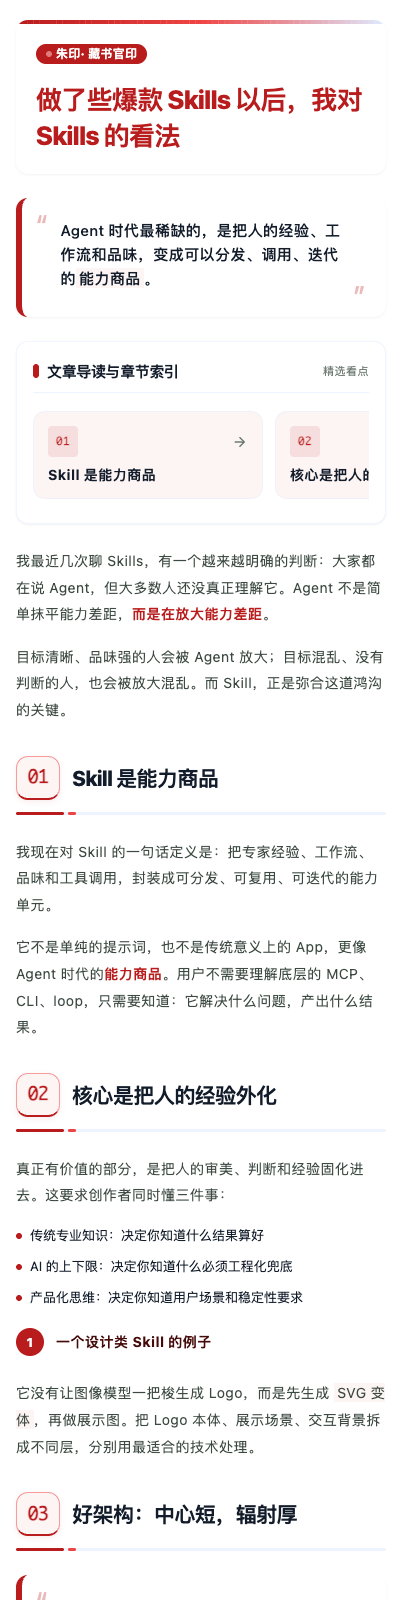 朱印·藏书官印
做了些爆款 Skills 以后，我对
Skills 的看法
“
Agent 时代最稀缺的，是把人的经验、工
作流和品味，变成可以分发、调用、迭代
的 能力商品 。
”
文章导读与章节索引
精选看点
01
→
Skill 是能力商品
02
核心是把人的
我最近几次聊 Skills，有一个越来越明确的判断：大家都
在说 Agent，但大多数人还没真正理解它。Agent 不是简
单抹平能力差距，而是在放大能力差距。
目标清晰、品味强的人会被 Agent 放大；目标混乱、没有
判断的人，也会被放大混乱。而 Skill，正是弥合这道鸿沟
的关键。
01
Skill 是能力商品
我现在对 Skill 的一句话定义是：把专家经验、工作流、
品味和工具调用，封装成可分发、可复用、可迭代的能力
单元。
它不是单纯的提示词，也不是传统意义上的 App，更像
Agent 时代的能力商品。用户不需要理解底层的 MCP、
CLI、loop，只需要知道：它解决什么问题，产出什么结
果。
02
核心是把人的经验外化
真正有价值的部分，是把人的审美、判断和经验固化进
去。这要求创作者同时懂三件事：
传统专业知识：决定你知道什么结果算好
AI 的上下限：决定你知道什么必须工程化兜底
产品化思维：决定你知道用户场景和稳定性要求
1
一个设计类 Skill 的例子
它没有让图像模型一把梭生成 Logo，而是先生成 SVG 变
体 ，再做展示图。把 Logo 本体、展示场景、交互背景拆
成不同层，分别用最适合的技术处理。
03
好架构：中心短，辐射厚
“